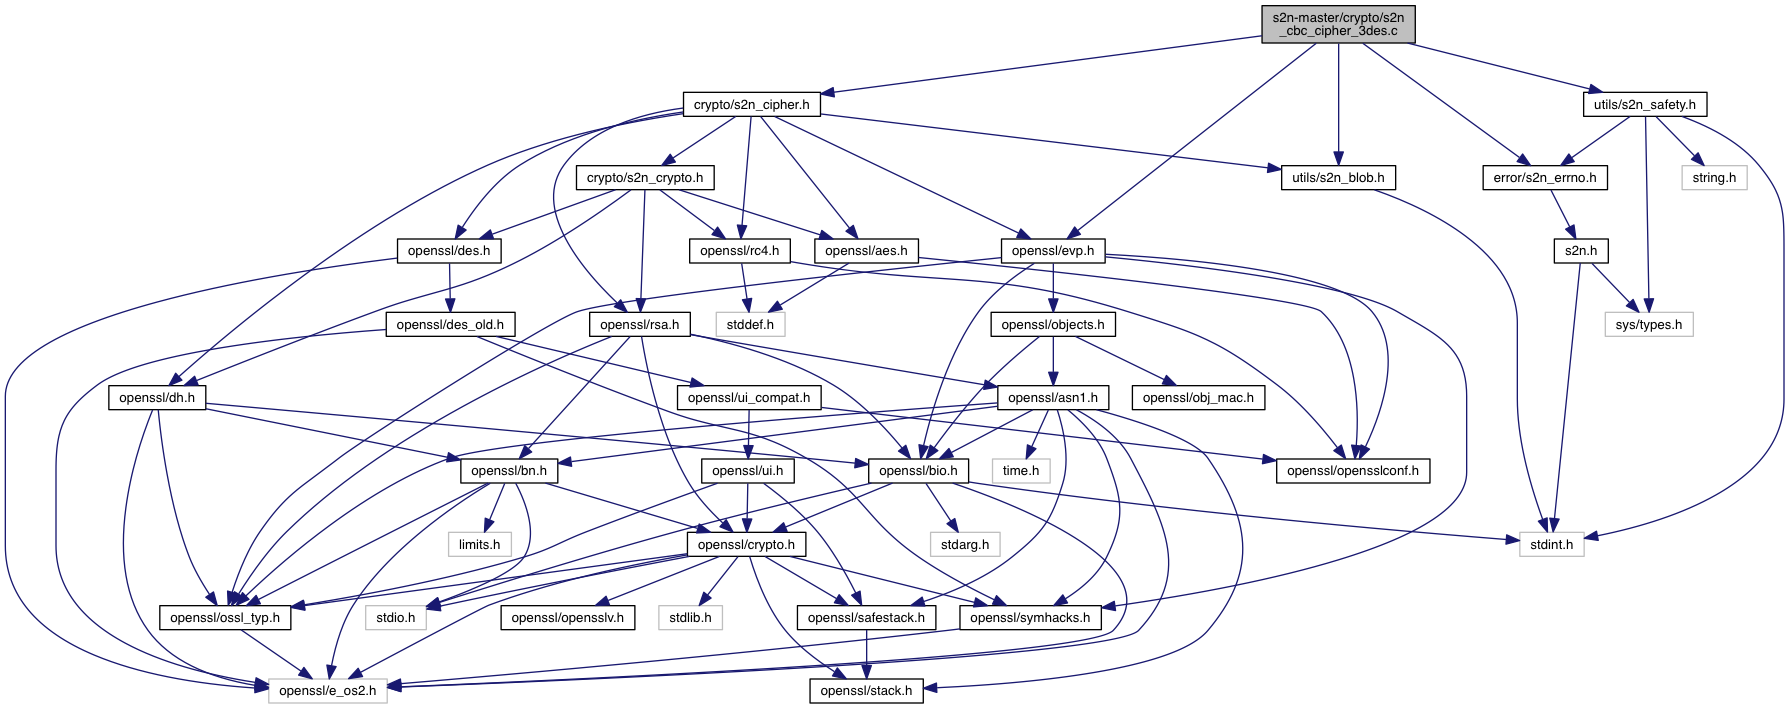 s2n-master/crypto/s2n
_cbc_cipher_3des.c
crypto/s2n_cipher.h
utils/s2n_safety.h
crypto/s2n_crypto.h
utils/s2n_blob.h
error/s2n_errno.h
string.h
openssl/des.h
openssl/rc4.h
openssl/aes.h
openssl/evp.h
s2n.h
openssl/des_old.h
openssl/rsa.h
stddef.h
openssl/objects.h
sys/types.h
openssl/dh.h
openssl/ui_compat.h
openssl/asn1.h
openssl/obj_mac.h
openssl/bn.h
openssl/ui.h
openssl/bio.h
time.h
openssl/opensslconf.h
limits.h
openssl/crypto.h
stdarg.h
stdint.h
openssl/ossl_typ.h
stdio.h
openssl/opensslv.h
stdlib.h
openssl/safestack.h
openssl/symhacks.h
openssl/e_os2.h
openssl/stack.h